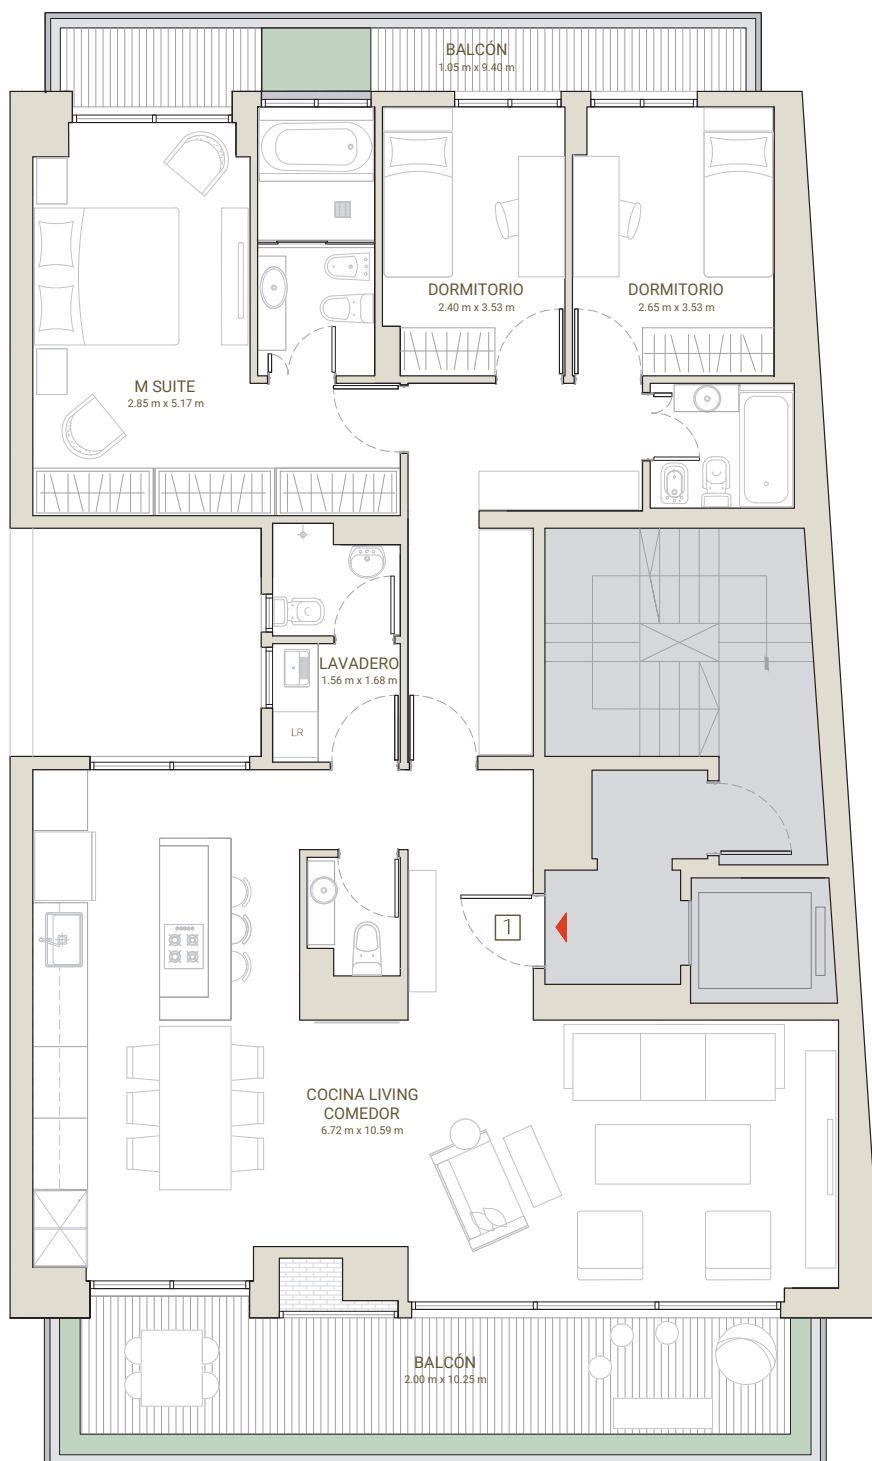 BALCÓN
1.05 m x 9.40 m
DORMITORIO
2.40 m x 3.53 m
DORMITORIO
2.65 m x 3.53 m
M SUITE
2.85 m x 5.17 m
LAVADERO
1.56 m x 1.68 m
LR
1
COCINA LIVING
COMEDOR
6.72 m x 10.59 m
BALCÓN
2.00 m x 10.25 m